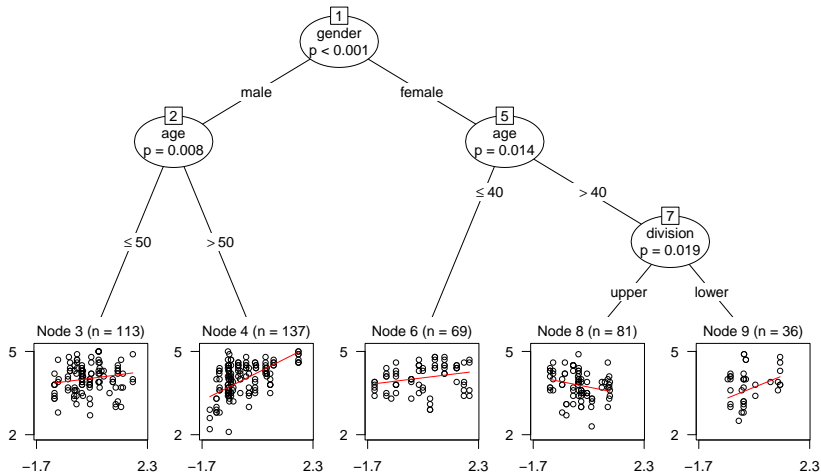 1
gender
p < 0.001
male
female
2
age
p = 0.008
5
age
p = 0.014
≤ 40
> 40
7
division
p = 0.019
≤ 50
> 50
upper
lower
Node 3 (n = 113)
Node 4 (n = 137)
Node 6 (n = 69)
Node 8 (n = 81)
Node 9 (n = 36)
5
5
5
5
5
2
2
2
2
2
−1.7
2.3
−1.7
2.3
−1.7
2.3
−1.7
2.3
−1.7
2.3